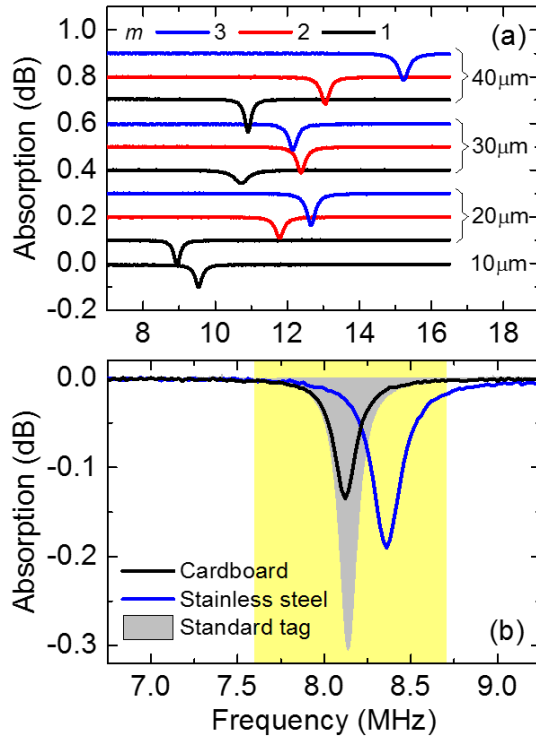 m 3 2 1 (a)
1.0
0.8
0.6
0.4
0.2
0.0
-0.2
Absorption (dB)
40μm
30μm
20μm
10μm
8 10 12 14 16 18
0.0
-0.1
-0.2
-0.3
Absorption (dB)
Cardboard
Stainless steel
Standard tag
(b)
7.0 7.5 8.0 8.5 9.0
Frequency (MHz)